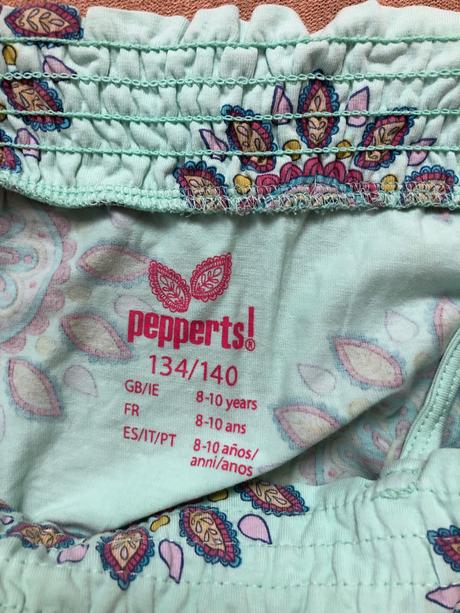 pepperts!®
134/140
GB/IE 8-10 years
FR 8-10 ans
ES/IT/PT 8-10 años/
anni/anos